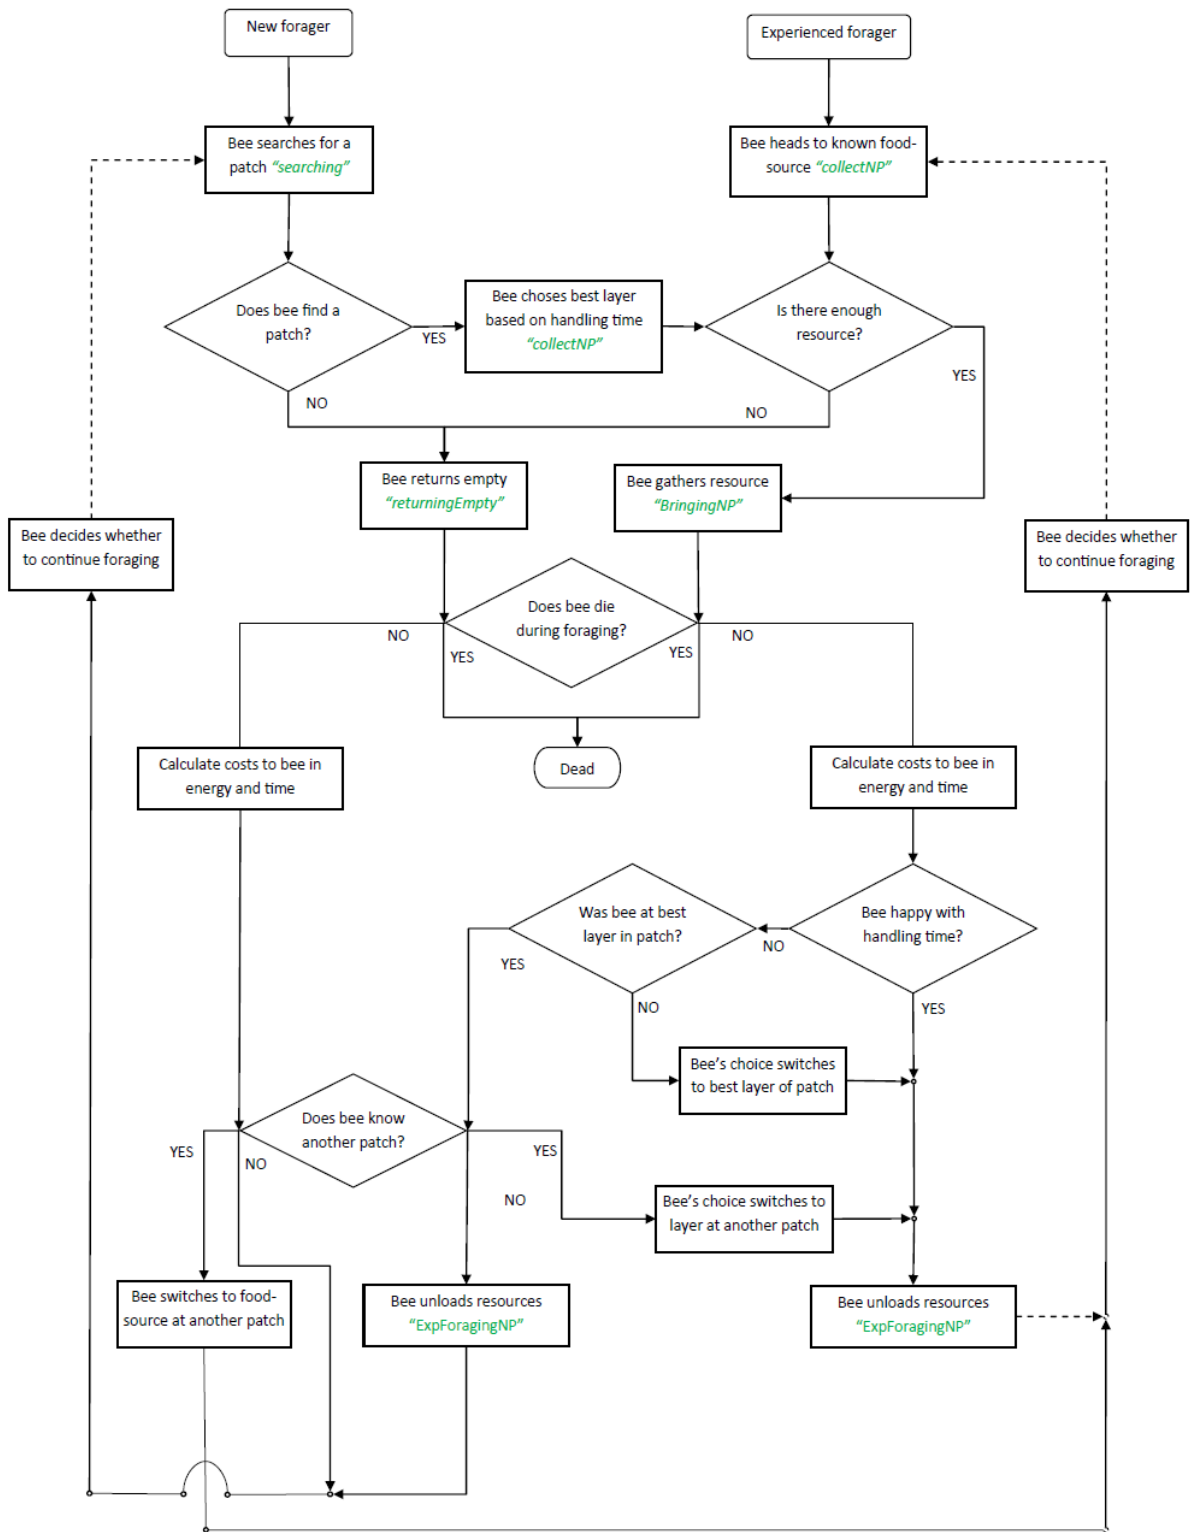 New forager
Experienced forager
Bee searches for a
patch "searching"
Bee heads to known food-
source "collectNP"
Does bee find a
patch?
YES
Bee choses best layer
based on handling time
"collectNP"
Is there enough
resource?
YES
NO
NO
Bee returns empty
"returningEmpty"
Bee gathers resource
"BringingNP"
Bee decides whether
to continue foraging
Bee decides whether
to continue foraging
Does bee die
during foraging?
NO
YES
YES
NO
Dead
Calculate costs to bee in
energy and time
Calculate costs to bee in
energy and time
Was bee at best
layer in patch?
Bee happy with
handling time?
NO
YES
NO
YES
Bee's choice switches
to best layer of patch
Does bee know
another patch?
YES
NO
YES
NO
Bee's choice switches to
layer at another patch
Bee switches to food-
source at another patch
Bee unloads resources
"ExpForagingNP"
Bee unloads resources
"ExpForagingNP"